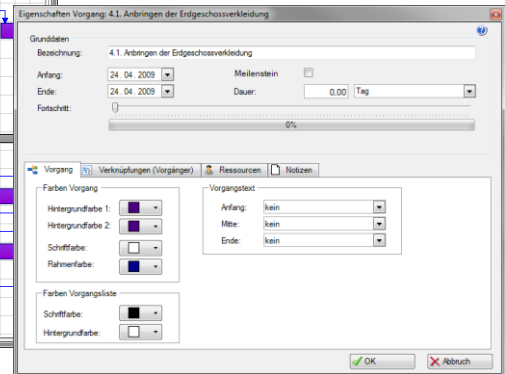 Eigenschaften Vorgang: 4.1. Anbringen der Erdgeschossverkleidung
Grunddaten
Bezeichnung: 4.1. Anbringen der Erdgeschossverkleidung
Anfang: 24.04.2009 Meilenstein
Ende: 24.04.2009 Dauer: 0,00 Tag
Fortschritt:
0%
Vorgang Verknüpfungen (Vorgänger) Ressourcen Notizen
Farben Vorgang Vorgangstext
Hintergrundfarbe 1: Anfang: kein
Hintergrundfarbe 2: Mitte: kein
Schriftfarbe: Ende: kein
Rahmenfarbe:
Farben Vorgangsliste
Schriftfarbe:
Hintergrundfarbe:
OK Abbruch